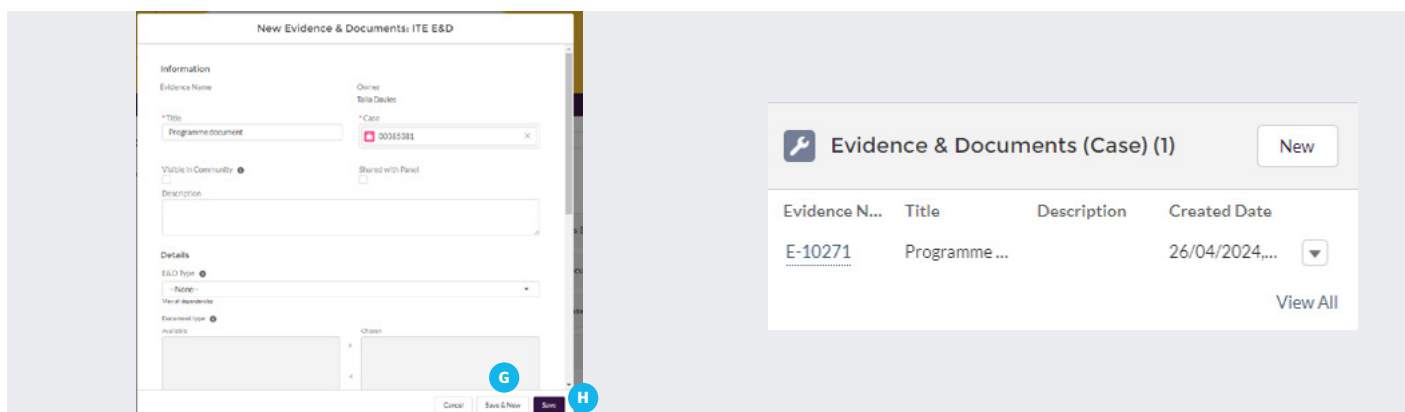 New Evidence & Documents: ITE E&D
Information
Evidence Name
Owner
Talia Davies
*Title
*Case
Programme document
00385381
Visible in Community
Shared with Panel
Description
Details
E&D Type
--None--
View all dependencies
Document type
Available
Chosen
G
H
Cancel
Save & New
Save
Evidence & Documents (Case) (1)
New
Evidence N... Title Description Created Date
E-10271 Programme ... 26/04/2024,...
View All